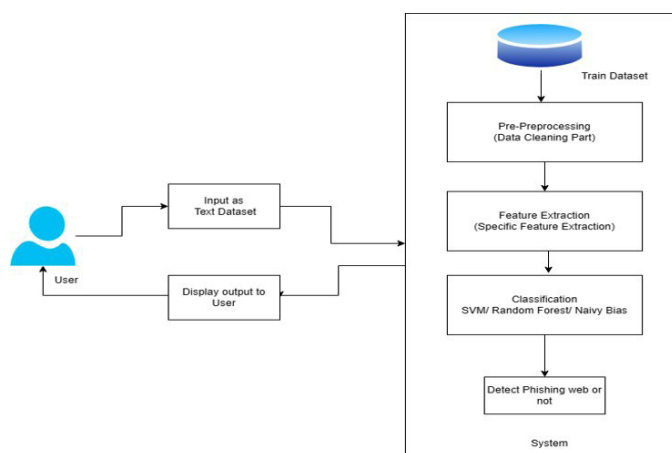 Train Dataset
Pre-Preprocessing
(Data Cleaning Part)
Input as
Text Dataset
Feature Extraction
(Specific Feature Extraction)
User
Display output to
User
Classification
SVM/ Random Forest/ Naivy Bias
Detect Phishing web or
not
System